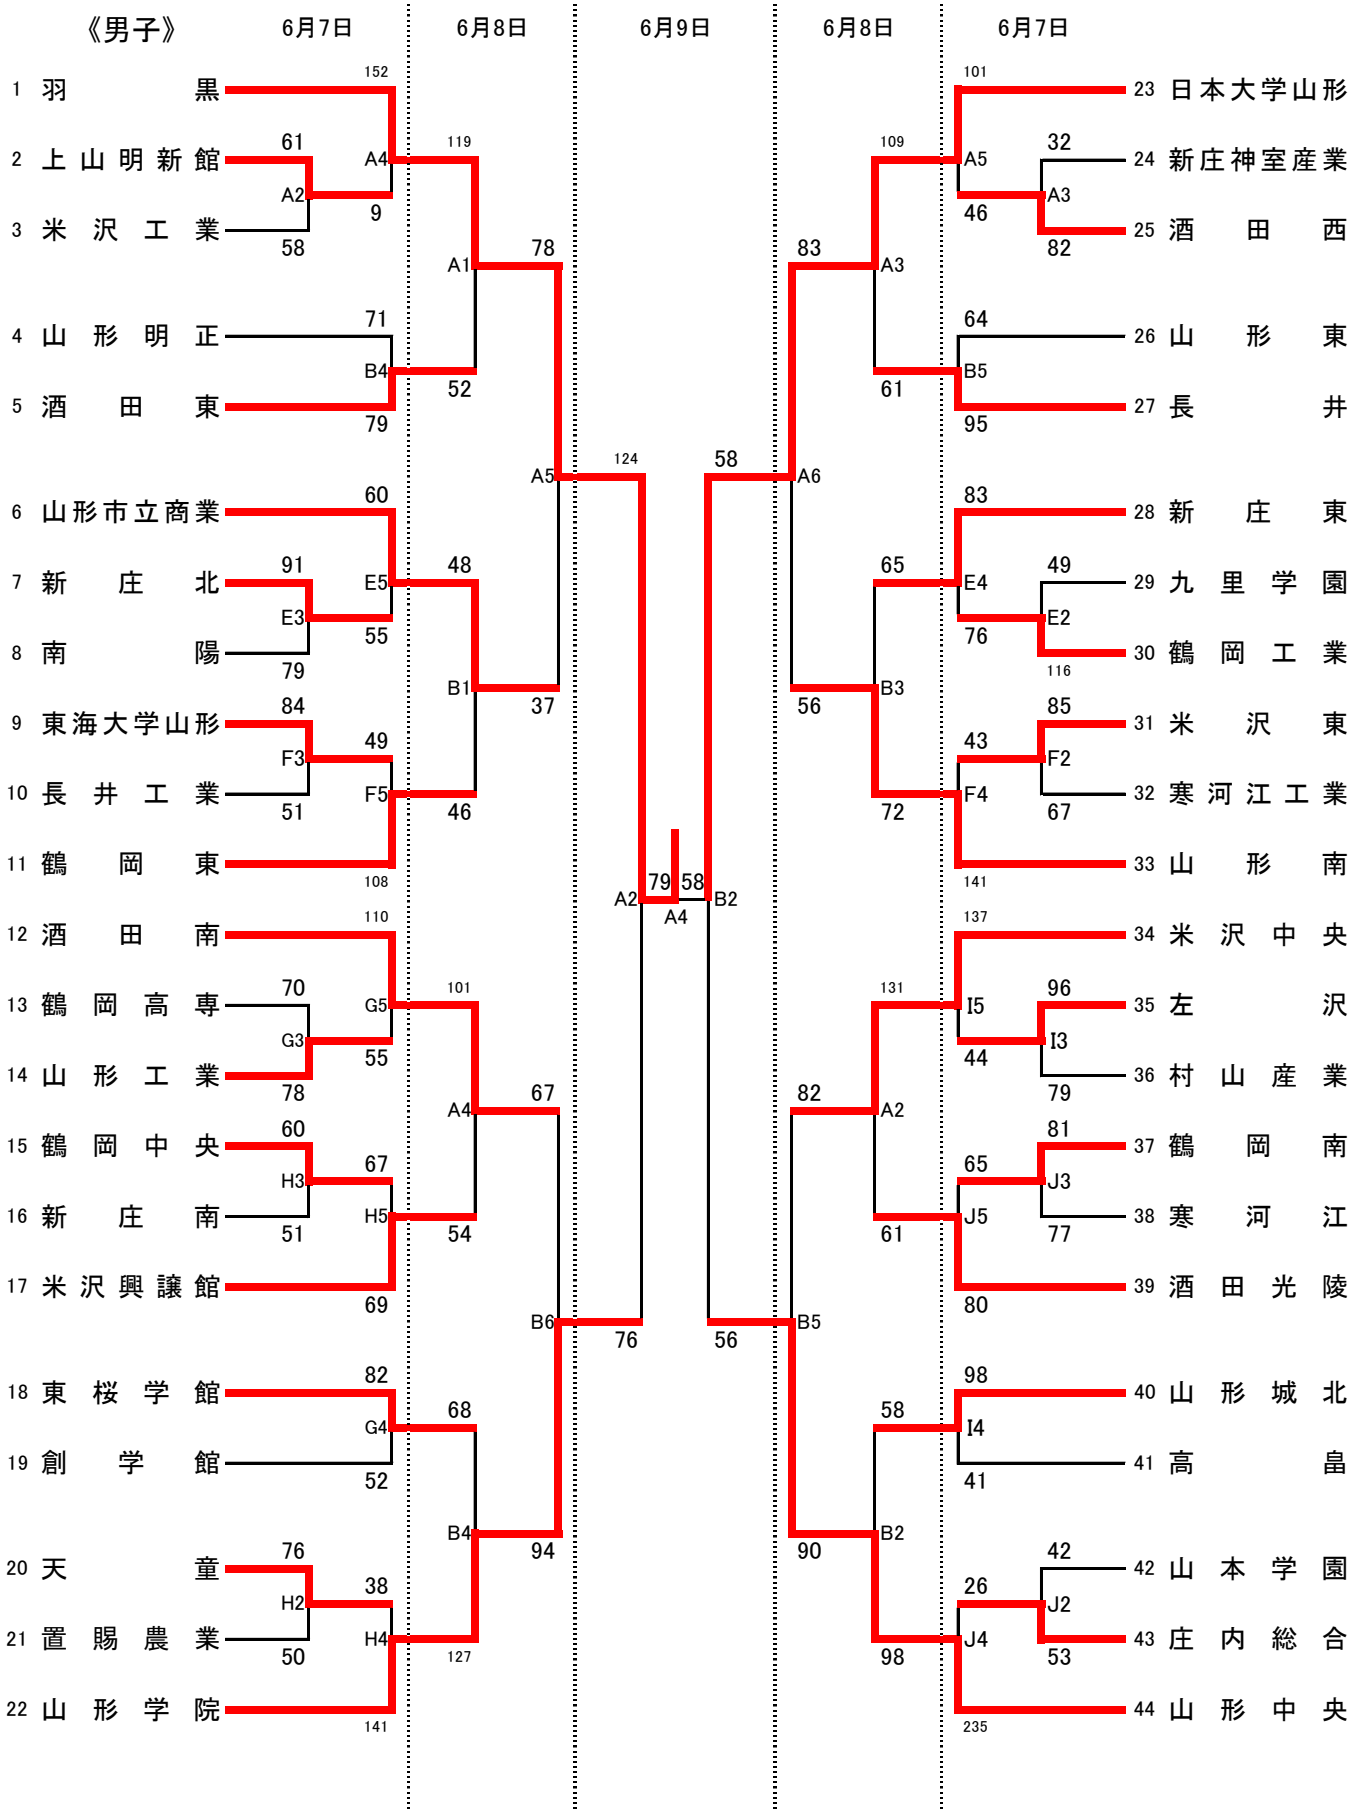 《男子》 6月7日 6月8日 6月9日 6月8日 6月7日
152 101
1 羽黒 23 日本大学山形
61 119 109 32
2 上山明新館 A4 A5 24 新庄神室産業
A2 A3
9 46
3 米沢工業 25 酒田西
58 78 83 82
A1 A3
71 64
4 山形明正 26 山形東
B4 B5
52 61
5 酒田東 27 長井
79 95
124 58
A5 A6
60 83
6 山形市立商業 28 新庄東
91 48 65 49
7 新庄北 E5 E4 29 九里学園
E3 E2
55 76
8 南陽 30 鶴岡工業
79 116
B1 B3
84 37 56 85
9 東海大学山形 31 米沢東
49 43
F3 F2
10 長井工業 F5 F4 32 寒河江工業
51 46 72 67
11 鶴岡東 33 山形南
108 79 58 141
A2 B2
A4
110 137
12 酒田南 34 米沢中央
70 101 131 96
13 鶴岡高専 G5 I5 35 左沢
G3 I3
55 44
14 山形工業 36 村山産業
78 67 82 79
A4 A2
60 81
15 鶴岡中央 37 鶴岡南
67 65
H3 J3
16 新庄南 H5 J5 38 寒河江
51 54 61 77
17 米沢興譲館 39 酒田光陵
69 80
B6 B5
76 56
82 98
18 東桜学館 40 山形城北
68 58
G4 I4
19 創学館 41 高畠
52 41
B4 B2
76 94 90 42
20 天童 42 山本学園
38 26
H2 J2
21 置賜農業 H4 J4 43 庄内総合
50 127 98 53
22 山形学院 44 山形中央
141 235